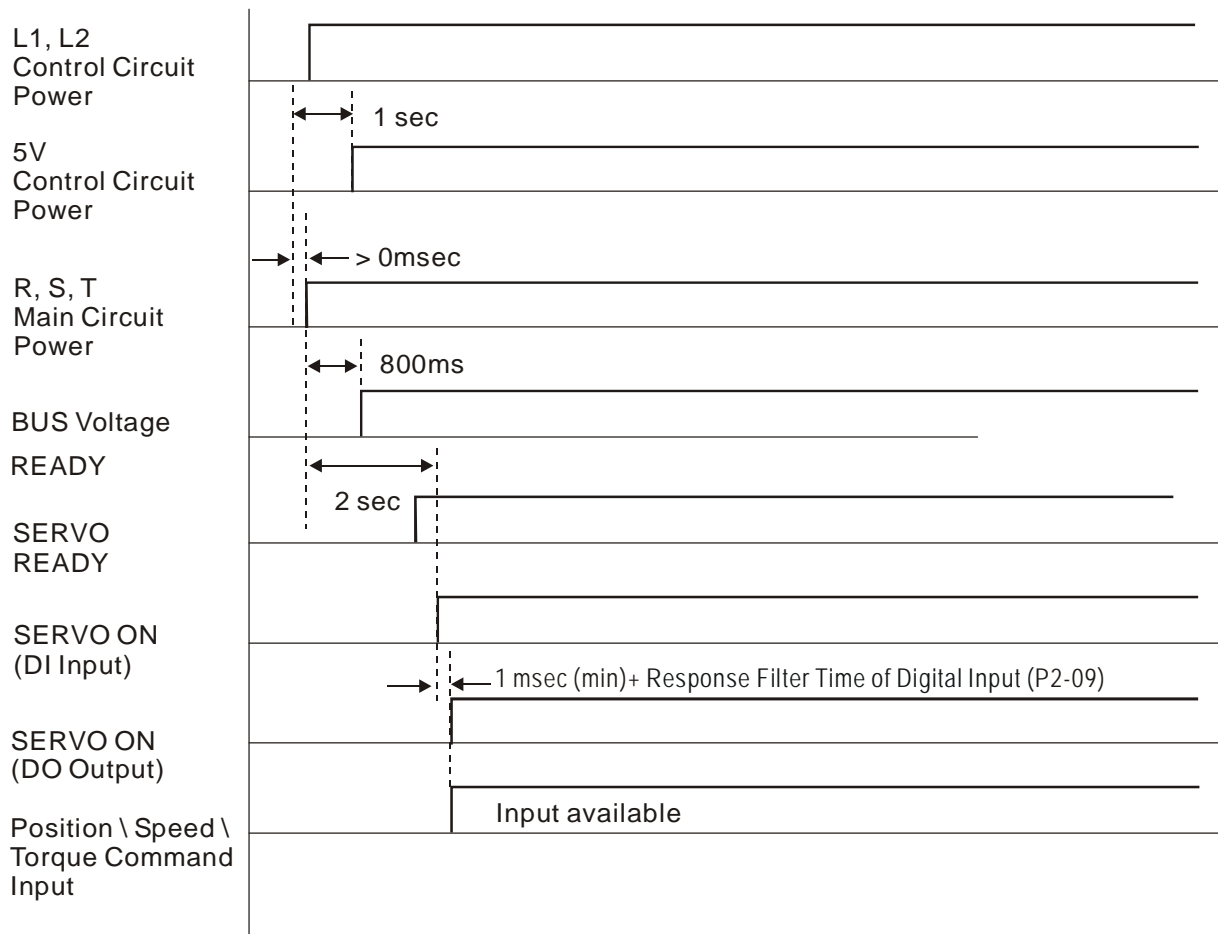 L1, L2
Control Circuit
Power
1 sec
5V
Control Circuit
Power
> 0msec
R, S, T
Main Circuit
Power
800ms
BUS Voltage
READY
2 sec
SERVO
READY
SERVO ON
(DI Input)
1 msec (min)+ Response Filter Time of Digital Input (P2-09)
SERVO ON
(DO Output)
Input available
Position \ Speed \
Torque Command
Input